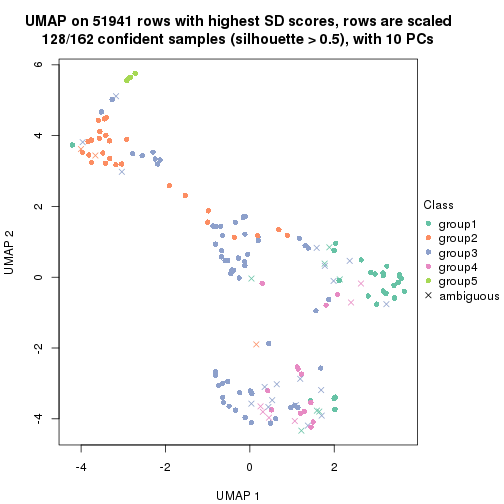 UMAP on 51941 rows with highest SD scores, rows are scaled
128/162 confident samples (silhouette > 0.5), with 10 PCs
6
4
2
0
-2
-4
UMAP 2
-4
-2
0
2
UMAP 1
Class
group1
group2
group3
group4
group5
ambiguous